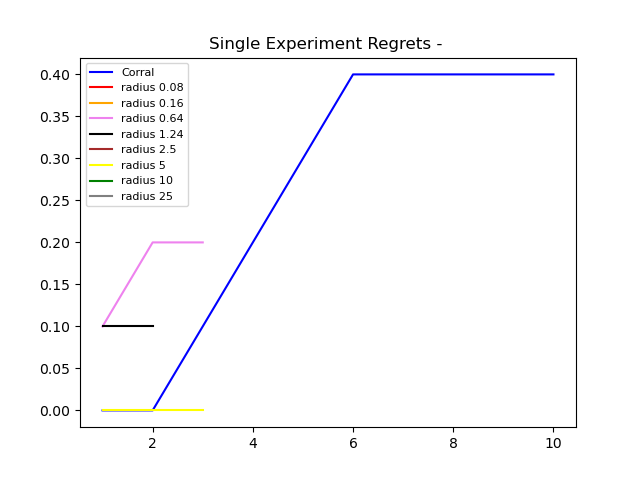 Single Experiment Regrets -
0.40
0.35
0.30
0.25
0.20
0.15
0.10
0.05
0.00
Corral
radius 0.08
radius 0.16
radius 0.64
radius 1.24
radius 2.5
radius 5
radius 10
radius 25
2 4 6 8 10